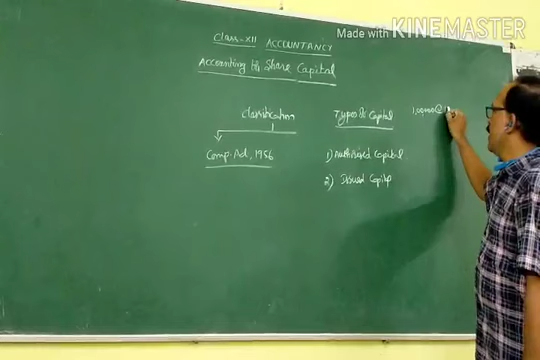 Made with KINEMASTER
Class-XII ACCOUNTANCY
Accounting for Share Capital
classification
Types of Capital
Comp. Act, 1956
1) Authorised Capital
2) Issued Capital